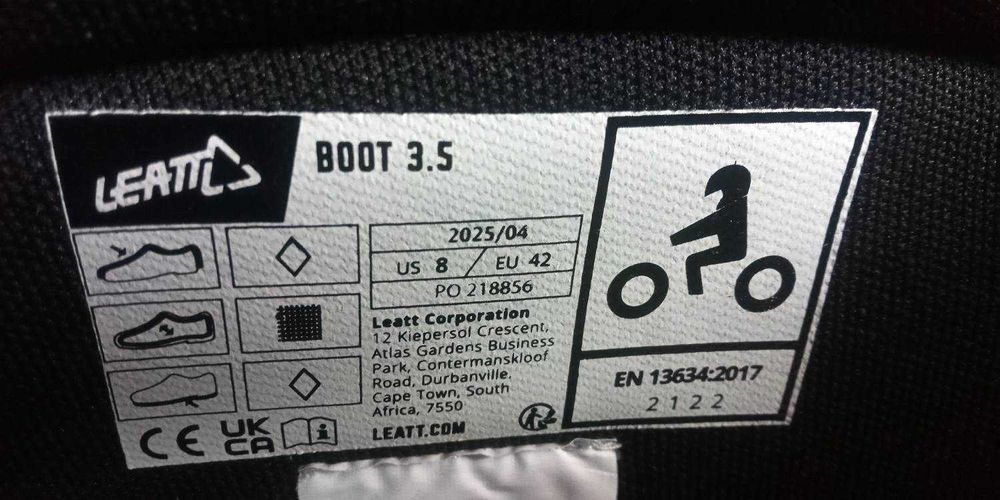 LEATT
BOOT 3.5
2025/04
US 8 / EU 42
PO 218856
Leatt Corporation
12 Kiepersol Crescent,
Atlas Gardens Business
Park, Contermanskloof
Road, Durbanville,
Cape Town, South
Africa, 7550
LEATT.COM
CE UK
CA i
EN 13634:2017
2 1 2 2